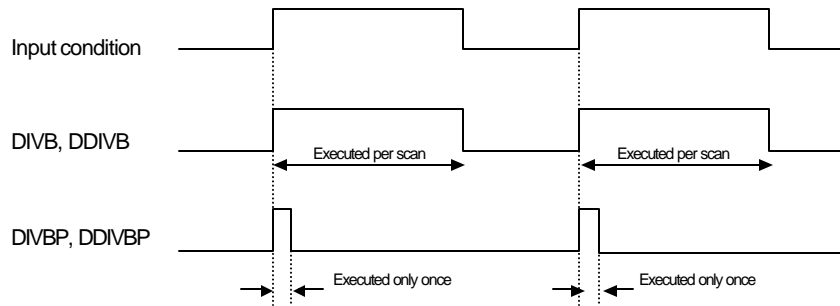 Input condition
DIVB, DDIVB
Executed per scan
Executed per scan
DIVBP, DDIVBP
Executed only once
Executed only once